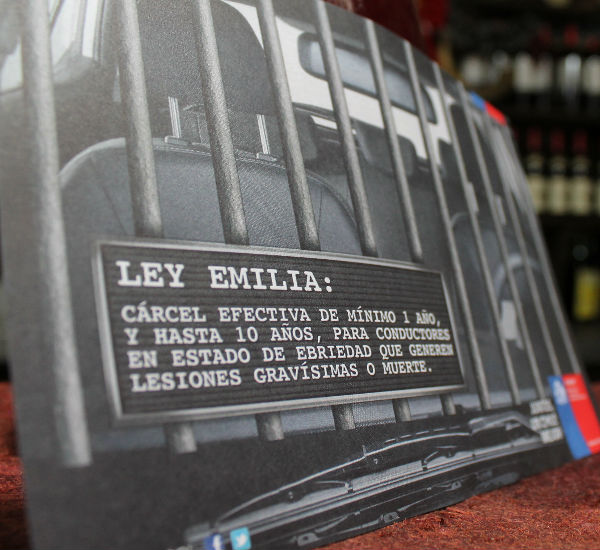 LEY EMILIA:
CÁRCEL EFECTIVA DE MÍNIMO 1 AÑO,
Y HASTA 10 AÑOS, PARA CONDUCTORES
EN ESTADO DE EBRIEDAD QUE GENEREN
LESIONES GRAVÍSIMAS O MUERTE.